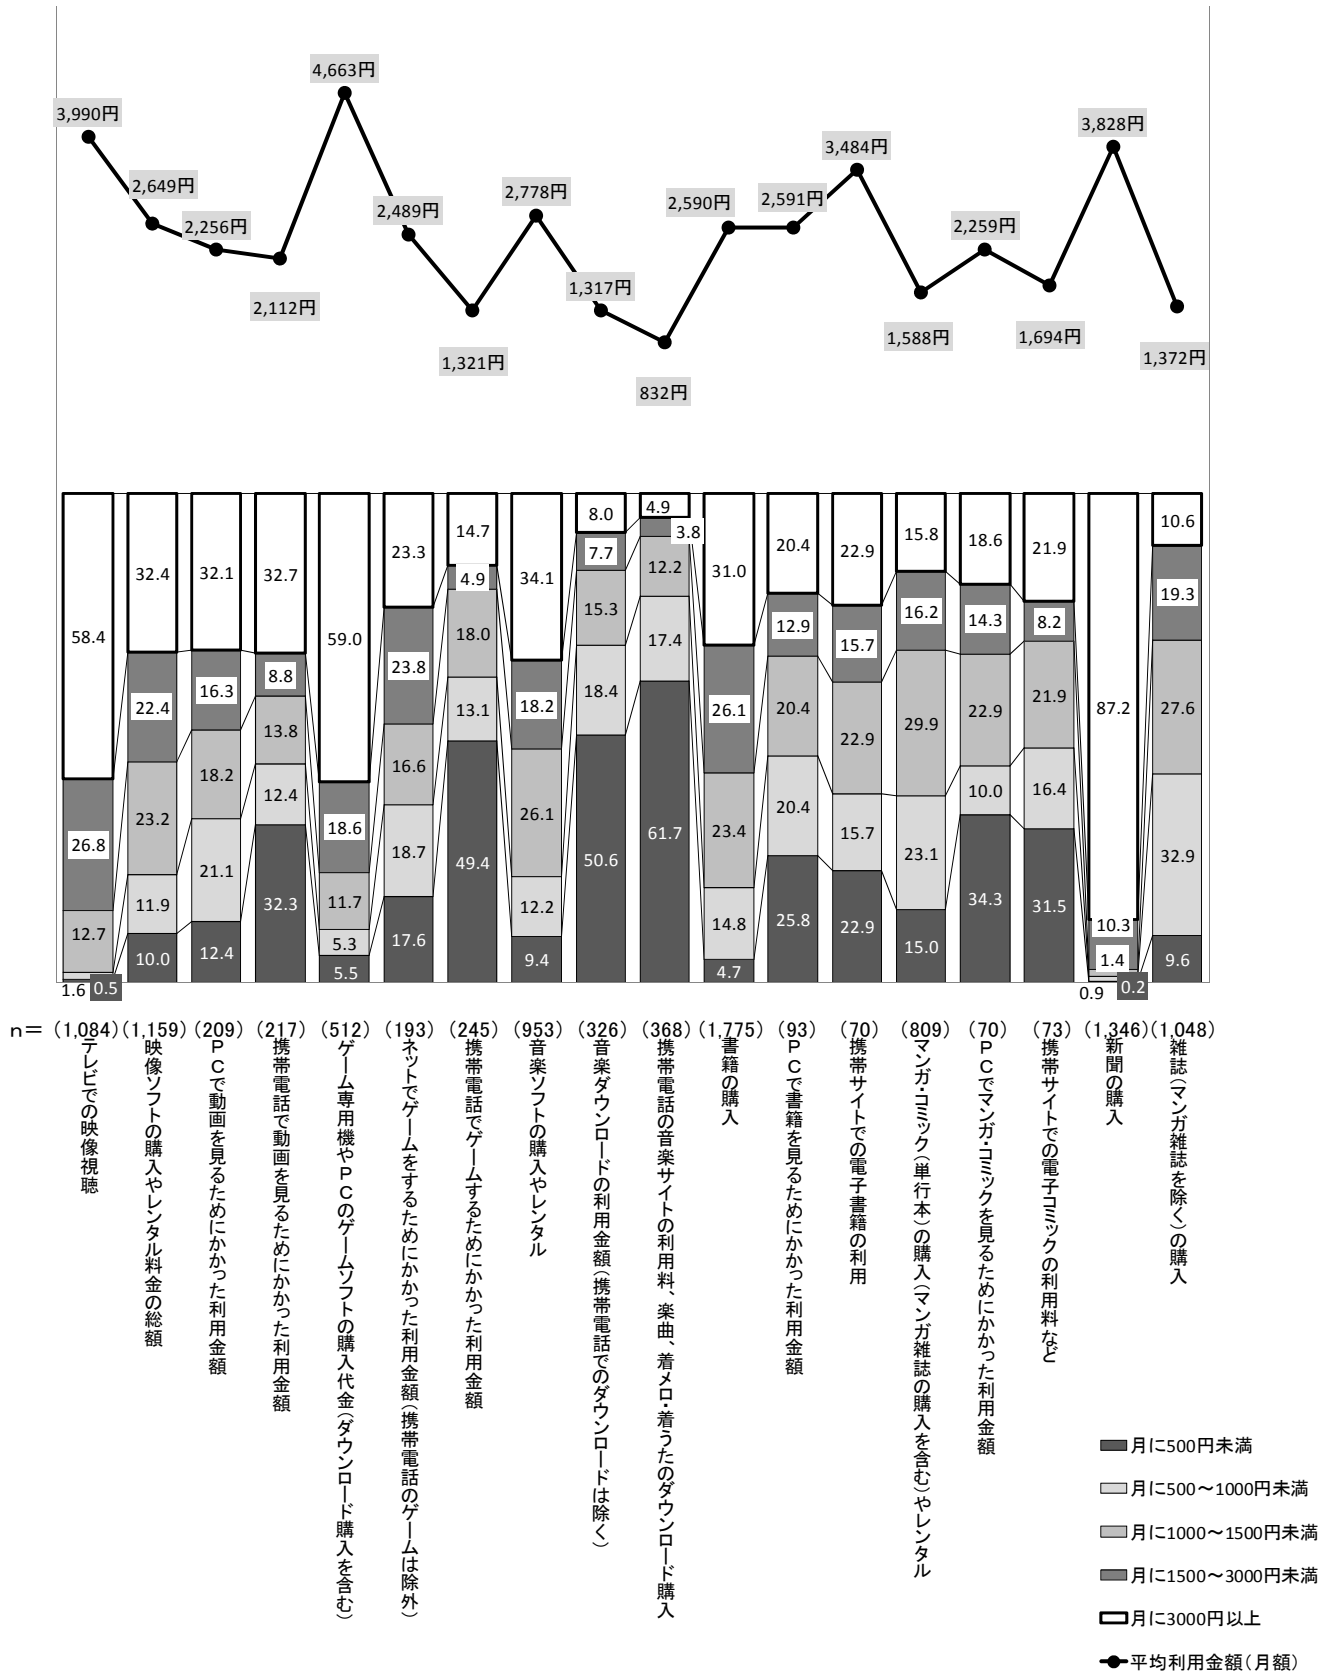 4,663円
3,990円
3,828円
3,484円
2,649円
2,778円
2,256円
2,489円
2,590円
2,591円
2,259円
2,112円
1,317円
1,321円
832円
1,588円
1,694円
1,372円
58.4
26.8
12.7
1.6
0.5
32.4
22.4
23.2
11.9
10.0
32.1
16.3
18.2
21.1
12.4
32.7
8.8
13.8
12.4
32.3
59.0
18.6
11.7
5.3
5.5
23.3
23.8
16.6
18.7
17.6
14.7
4.9
18.0
13.1
49.4
34.1
18.2
26.1
12.2
9.4
8.0
7.7
15.3
18.4
50.6
4.9
3.8
12.2
17.4
61.7
31.0
26.1
23.4
14.8
4.7
20.4
12.9
20.4
20.4
25.8
22.9
15.7
22.9
15.7
22.9
15.8
16.2
29.9
23.1
15.0
18.6
14.3
22.9
10.0
34.3
21.9
8.2
21.9
16.4
31.5
87.2
10.3
1.4
0.9
0.2
10.6
19.3
27.6
32.9
9.6
n＝ (1,084) (1,159) (209) (217) (512) (193) (245) (953) (326) (368) (1,775) (93) (70) (809) (70) (73) (1,346) (1,048)
テレビでの映像視聴
映像ソフトの購入やレンタル料金の総額
ＰＣで動画を見るためにかかった利用金額
携帯電話で動画を見るためにかかった利用金額
ゲーム専用機やＰＣのゲームソフトの購入代金（ダウンロード購入を含む）
ネットでゲームをするためにかかった利用金額（携帯電話のゲームは除外）
携帯電話でゲームするためにかかった利用金額
音楽ソフトの購入やレンタル
音楽ダウンロードの利用金額（携帯電話でのダウンロードは除く）
携帯電話の音楽サイトの利用料、楽曲、着メロ・着うたのダウンロード購入
書籍の購入
ＰＣで書籍を見るためにかかった利用金額
携帯サイトでの電子書籍の利用
マンガ・コミック（単行本）の購入（マンガ雑誌の購入を含む）やレンタル
ＰＣでマンガ・コミックを見るためにかかった利用金額
携帯サイトでの電子コミックの利用料など
新聞の購入
雑誌（マンガ雑誌を除く）の購入
月に500円未満
月に500～1000円未満
月に1000～1500円未満
月に1500～3000円未満
月に3000円以上
平均利用金額（月額）